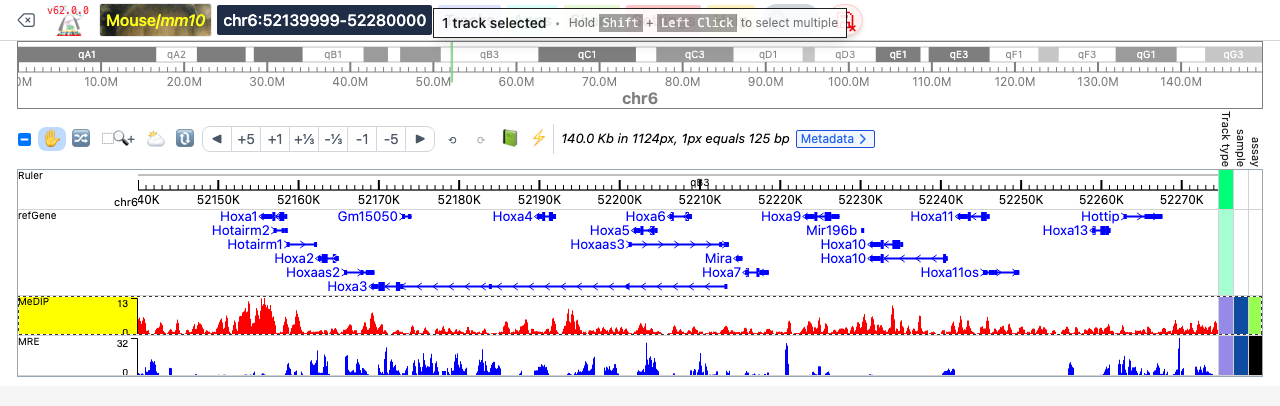 v62.0.0
Mouse/mm10
chr6:52139999-52280000
1 track selected · Hold Shift + Left Click to select multiple
qA1 qA2 qB1 qB3 qC1 qC3 qD1 qD3 qE1 qE3 qF1 qF3 qG1 qG3
0M 10.0M 20.0M 30.0M 40.0M 50.0M 60.0M 70.0M 80.0M 90.0M 100.0M 110.0M 120.0M 130.0M 140.0M
chr6
◀ +5 +1 +⅓ -⅓ -1 -5 ▶ 140.0 Kb in 1124px, 1px equals 125 bp Metadata >
Track type
sample
assay
Ruler
qB3
chr6 40K 52150K 52160K 52170K 52180K 52190K 52200K 52210K 52220K 52230K 52240K 52250K 52260K 52270K
refGene Hoxa1 Gm15050 Hoxa4 Hoxa6 Hoxa9 Hoxa11 Hottip
Hotairm2 Hoxa5 Mir196b Hoxa13
Hotairm1 Hoxaas3 Hoxa10
Hoxa2 Mira Hoxa10
Hoxaas2 Hoxa7 Hoxa11os
Hoxa3
MeDIP 13
0
MRE 32
0